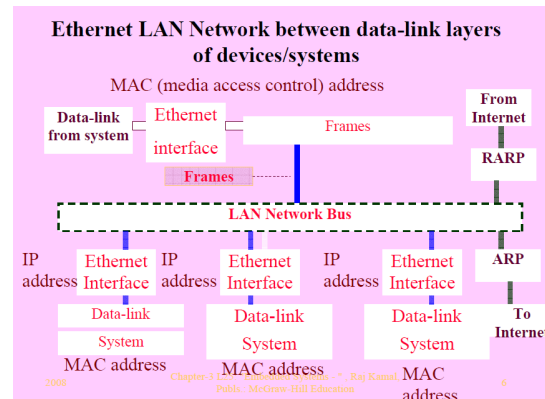 Ethernet LAN Network between data-link layers
of devices/systems
MAC (media access control) address
Data-link
from system
Ethernet
interface
Frames
From
Internet
RARP
Frames
LAN Network Bus
IP
address
Ethernet
Interface
IP
address
Ethernet
Interface
IP
address
Ethernet
Interface
ARP
Data-link
System
MAC address
Data-link
System
MAC address
Data-link
System
MAC
address
To
Internet
2008
Raj Kamal
Publs.: McGraw-Hill Education